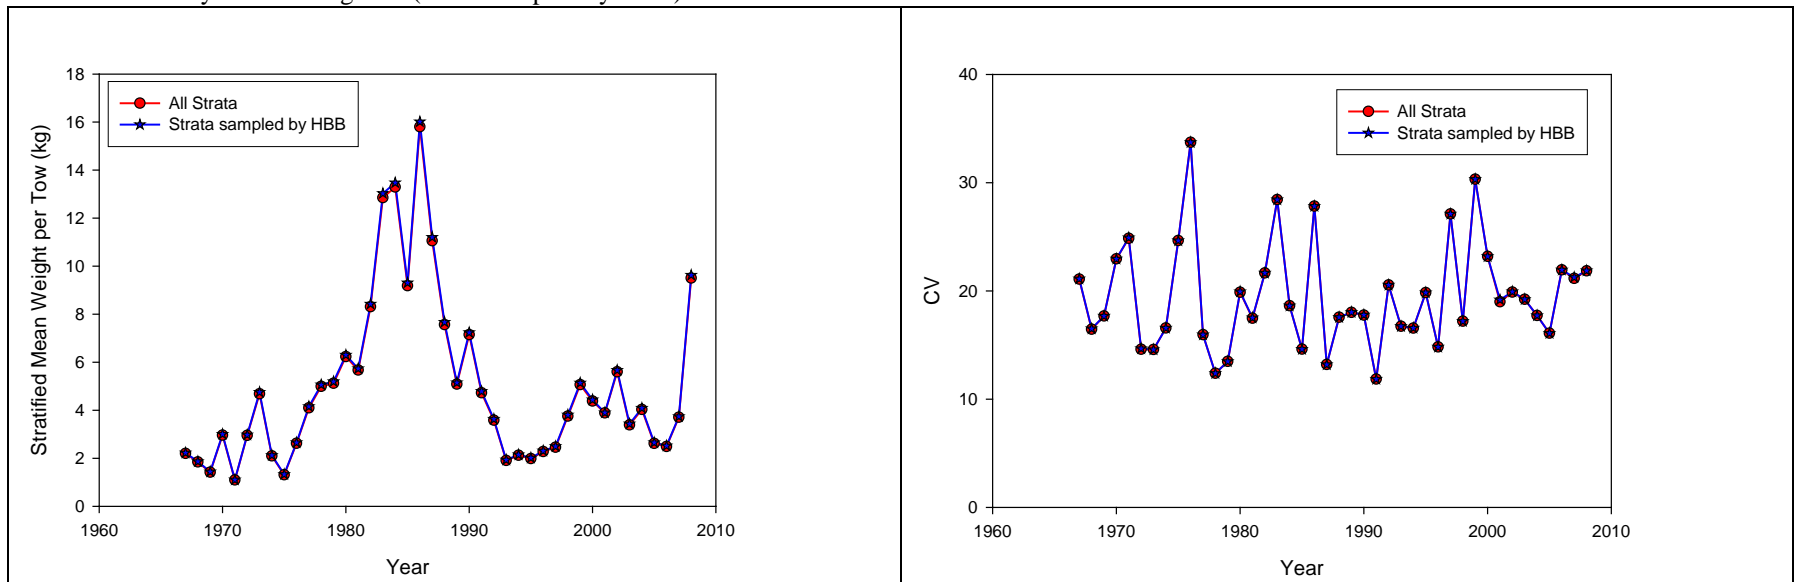 18
16
14
12
10
8
6
4
2
0
Stratified Mean Weight per Tow (kg)
All Strata
Strata sampled by HBB
1960 1970 1980 1990 2000 2010
Year
40
30
20
10
0
CV
All Strata
Strata sampled by HBB
1960 1970 1980 1990 2000 2010
Year